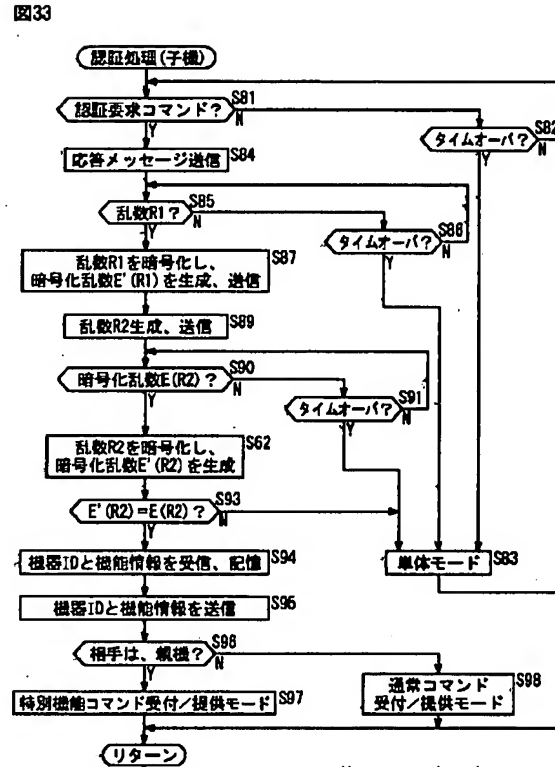 図33
認証処理(子機)
認証要求コマンド? S81
Y N
タイムオーバ? S82
Y N
応答メッセージ送信 S84
乱数R1? S85
Y N
タイムオーバ? S86
Y N
乱数R1を暗号化し、
暗号化乱数E'(R1)を生成、送信 S87
乱数R2生成、送信 S89
暗号化乱数E(R2)? S90
Y N
タイムオーバ? S91
Y N
乱数R2を暗号化し、
暗号化乱数E'(R2)を生成 S62
E'(R2)=E(R2)? S93
Y N
機器IDと機能情報を受信、記憶 S94
単体モード S83
機器IDと機能情報を送信 S95
相手は、親機? S96
Y N
特別機能コマンド受付/提供モード S97
通常コマンド
受付/提供モード S98
リターン